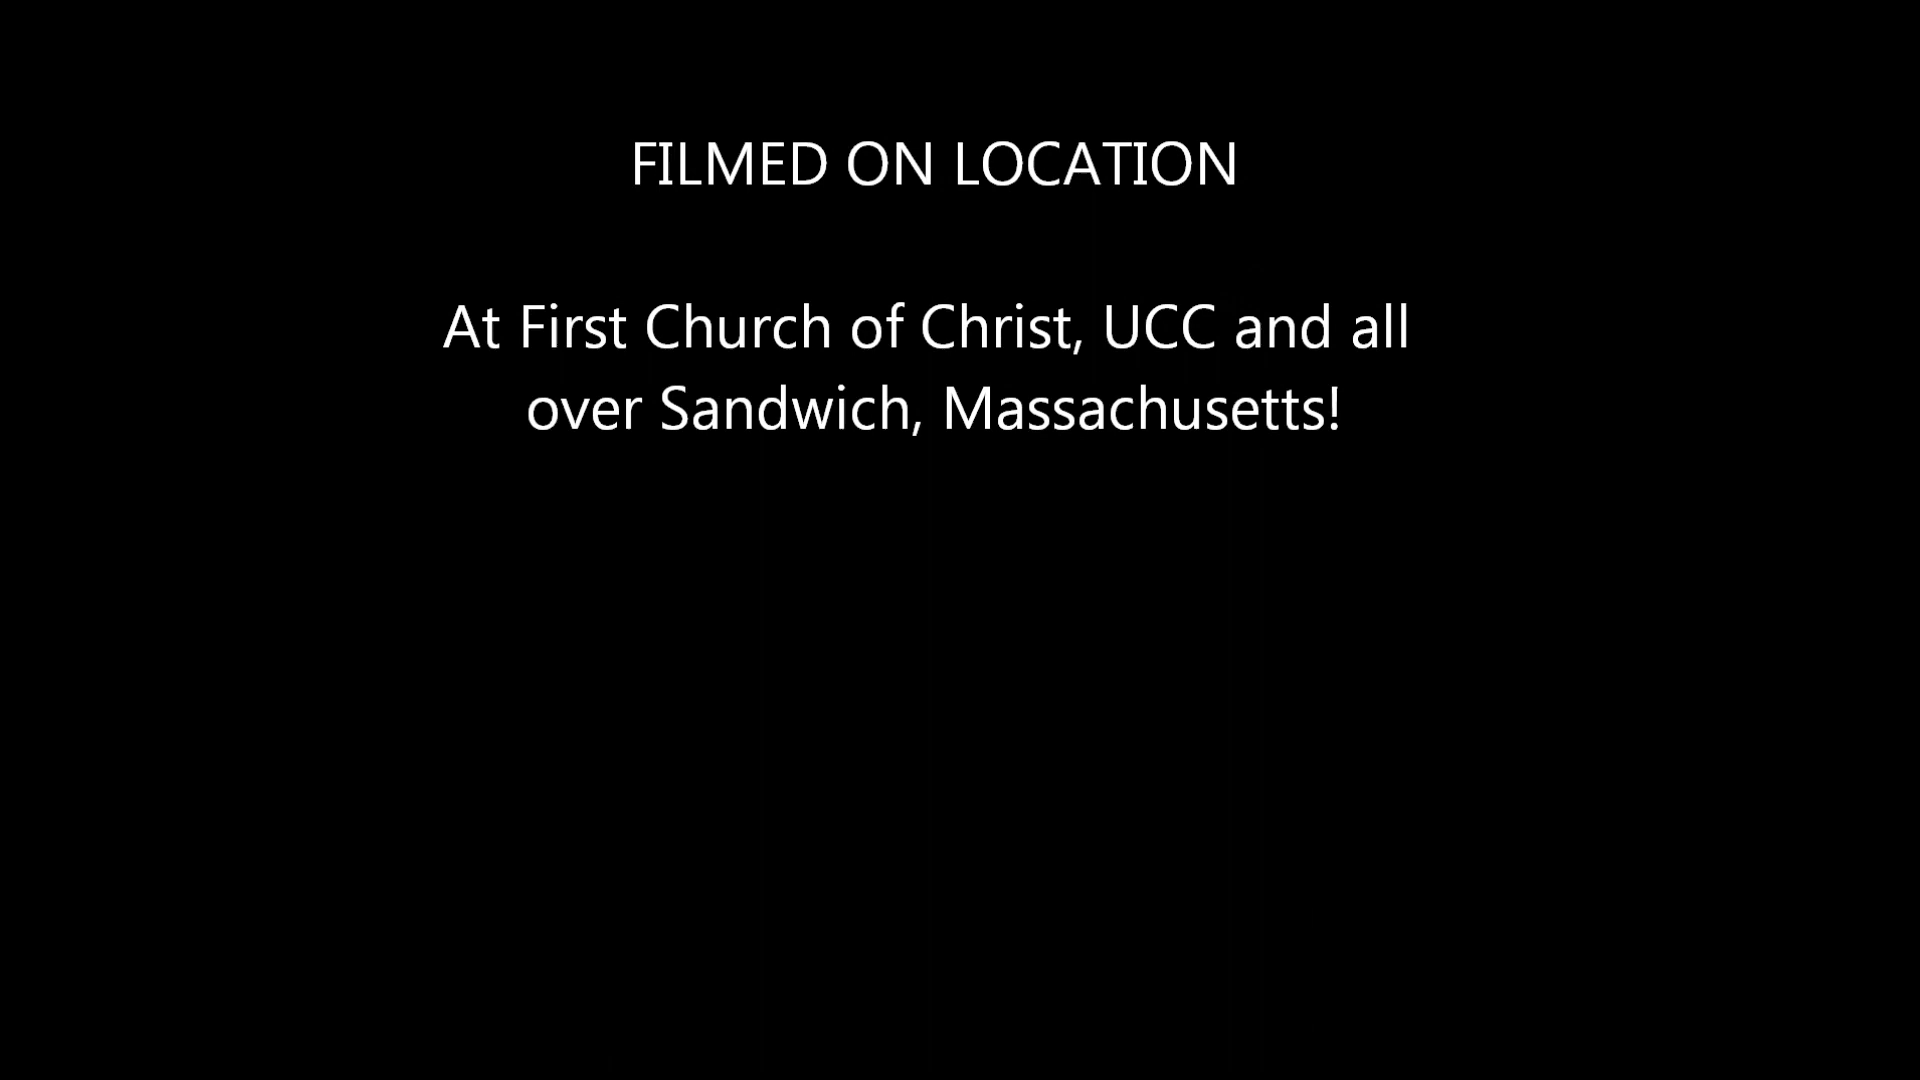 FILMED ON LOCATION
At First Church of Christ, UCC and all
over Sandwich, Massachusetts!